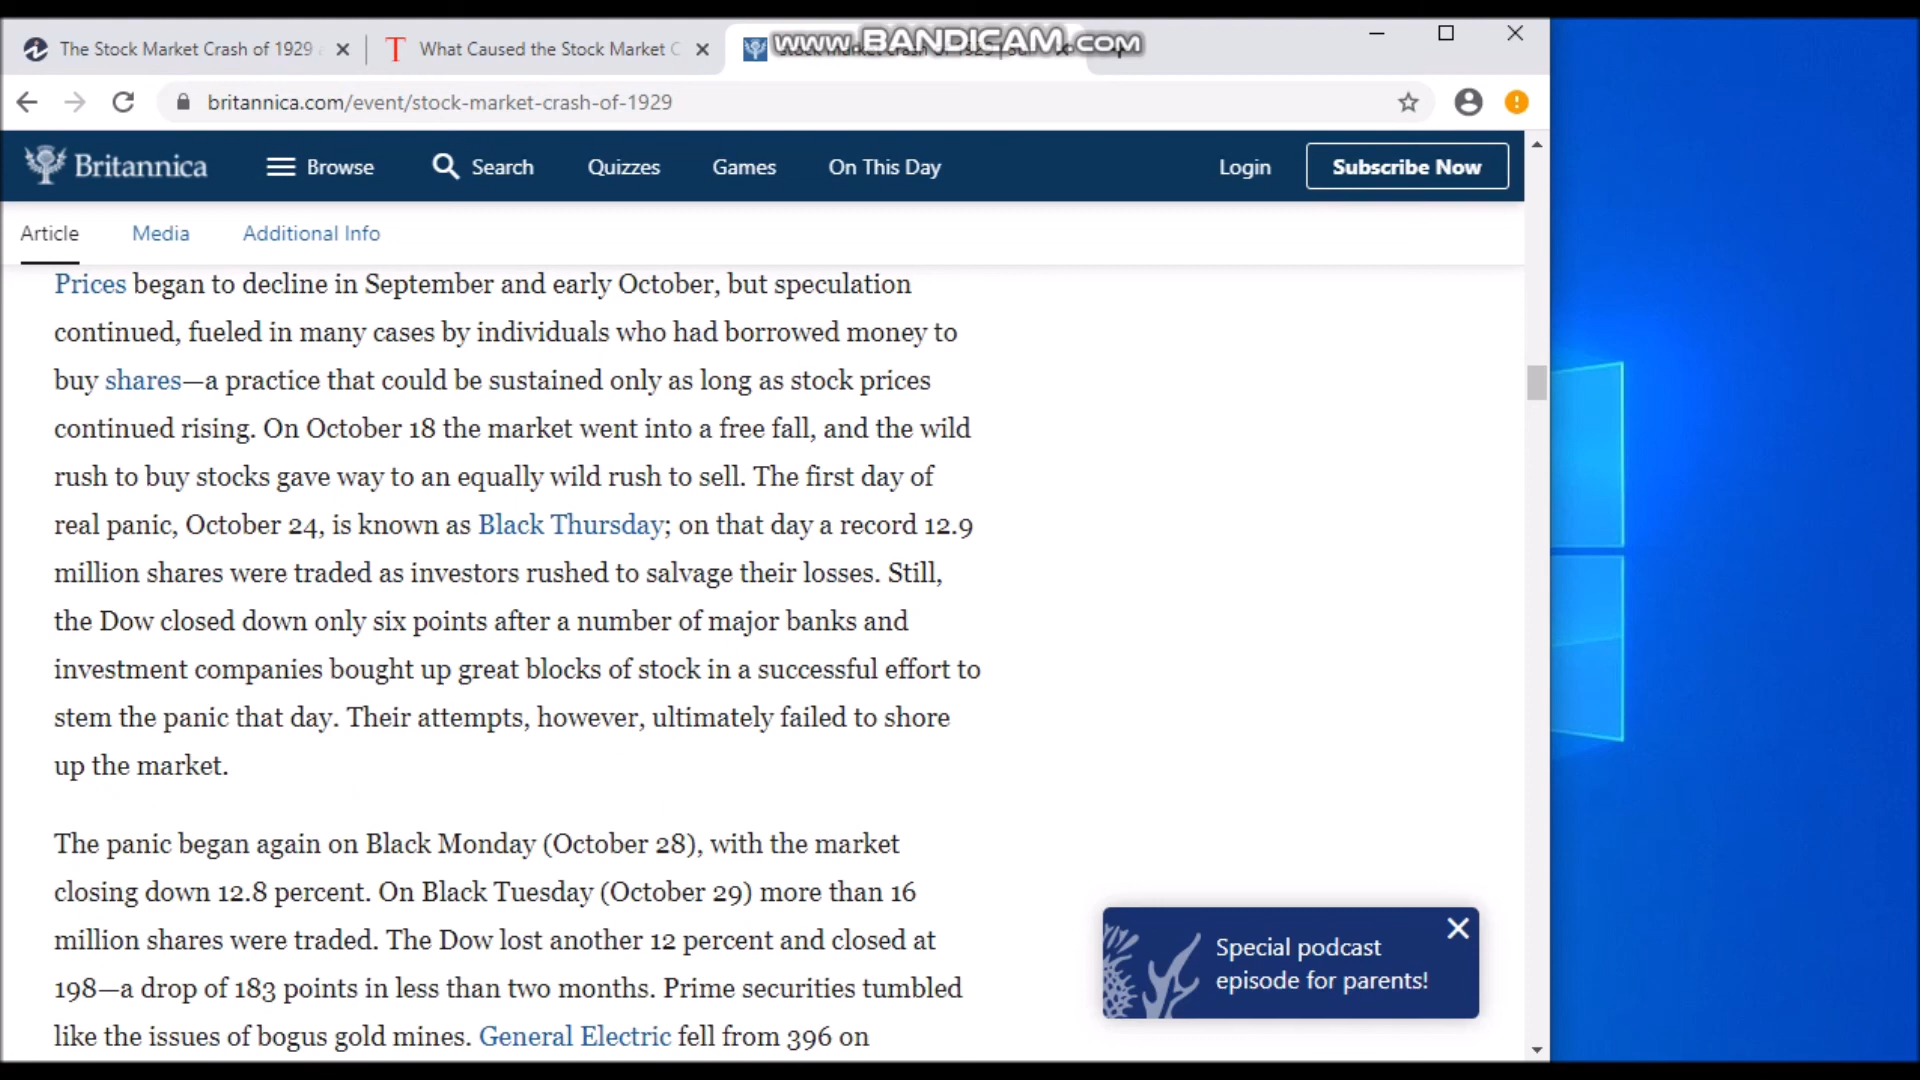 The Stock Market Crash of 1929
What Caused the Stock Market C
www.BANDICAM.com
britannica.com/event/stock-market-crash-of-1929
Britannica
Browse
Search
Quizzes
Games
On This Day
Login
Subscribe Now
Article
Media
Additional Info
Prices began to decline in September and early October, but speculation
continued, fueled in many cases by individuals who had borrowed money to
buy shares—a practice that could be sustained only as long as stock prices
continued rising. On October 18 the market went into a free fall, and the wild
rush to buy stocks gave way to an equally wild rush to sell. The first day of
real panic, October 24, is known as Black Thursday; on that day a record 12.9
million shares were traded as investors rushed to salvage their losses. Still,
the Dow closed down only six points after a number of major banks and
investment companies bought up great blocks of stock in a successful effort to
stem the panic that day. Their attempts, however, ultimately failed to shore
up the market.
The panic began again on Black Monday (October 28), with the market
closing down 12.8 percent. On Black Tuesday (October 29) more than 16
million shares were traded. The Dow lost another 12 percent and closed at
198—a drop of 183 points in less than two months. Prime securities tumbled
like the issues of bogus gold mines. General Electric fell from 396 on
Special podcast
episode for parents!